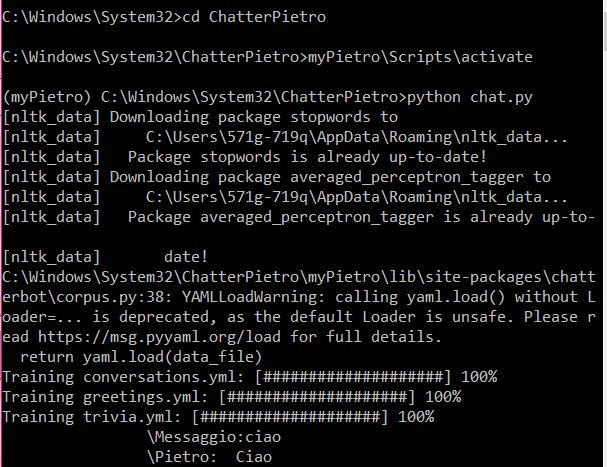 C:\Windows\System32>cd ChatterPietro
C:\Windows\System32\ChatterPietro>myPietro\Scripts\activate
(myPietro) C:\Windows\System32\ChatterPietro>python chat.py
[nltk_data] Downloading package stopwords to
[nltk_data]     C:\Users\571g-719q\AppData\Roaming\nltk_data...
[nltk_data]   Package stopwords is already up-to-date!
[nltk_data] Downloading package averaged_perceptron_tagger to
[nltk_data]     C:\Users\571g-719q\AppData\Roaming\nltk_data...
[nltk_data]   Package averaged_perceptron_tagger is already up-to-
[nltk_data]       date!
C:\Windows\System32\ChatterPietro\myPietro\lib\site-packages\chatt
erbot\corpus.py:38: YAMLLoadWarning: calling yaml.load() without L
oader=... is deprecated, as the default Loader is unsafe. Please r
ead https://msg.pyyaml.org/load for full details.
  return yaml.load(data_file)
Training conversations.yml: [####################] 100%
Training greetings.yml: [####################] 100%
Training trivia.yml: [####################] 100%
                \Messaggio:ciao
                \Pietro:  Ciao